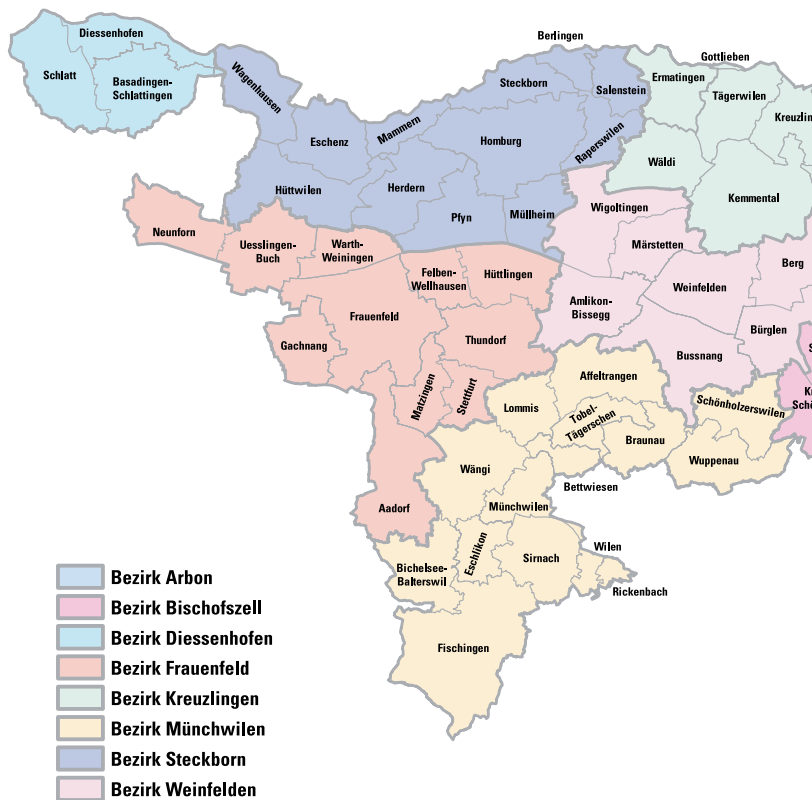 Diessenhofen
Schlatt
Basadingen-
Schlattingen
Wagenhausen
Eschenz
Mammern
Steckborn
Berlingen
Salenstein
Homburg
Raperswilen
Hüttwilen
Herdern
Pfyn
Müllheim
Gottlieben
Ermatingen
Tägerwilen
Kreuzlin
Wäldi
Kemmental
Neunforn
Uesslingen-
Buch
Warth-
Weiningen
Felben-
Wellhausen
Hüttlingen
Frauenfeld
Gachnang
Thundorf
Matzingen
Stettfurt
Aadorf
Wigoltingen
Märstetten
Berg
Weinfelden
Amlikon-
Bissegg
Bürglen
Bussnang
S
K
Schö
Affeltrangen
Lommis
Tobel-
Tägerschen
Braunau
Schönholzerswilen
Wuppenau
Wängi
Bettwiesen
Münchwilen
Eschlikon
Bichelsee-
Balterswil
Sirnach
Wilen
Rickenbach
Fischingen
Bezirk Arbon
Bezirk Bischofszell
Bezirk Diessenhofen
Bezirk Frauenfeld
Bezirk Kreuzlingen
Bezirk Münchwilen
Bezirk Steckborn
Bezirk Weinfelden